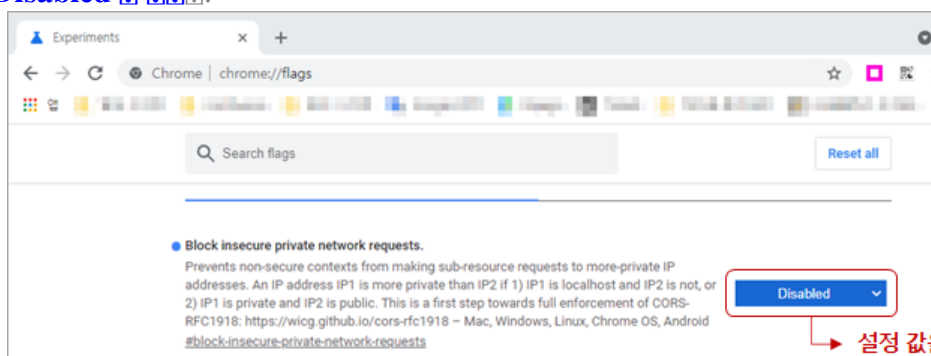 Disabled
Experiments
Chrome | chrome://flags
Search flags
Reset all
Block insecure private network requests.
Prevents non-secure contexts from making sub-resource requests to more-private IP
addresses. An IP address IP1 is more private than IP2 if 1) IP1 is localhost and IP2 is not, or
2) IP1 is private and IP2 is public. This is a first step towards full enforcement of CORS-
RFC1918: https://wicg.github.io/cors-rfc1918 – Mac, Windows, Linux, Chrome OS, Android
#block-insecure-private-network-requests
Disabled
설정 값